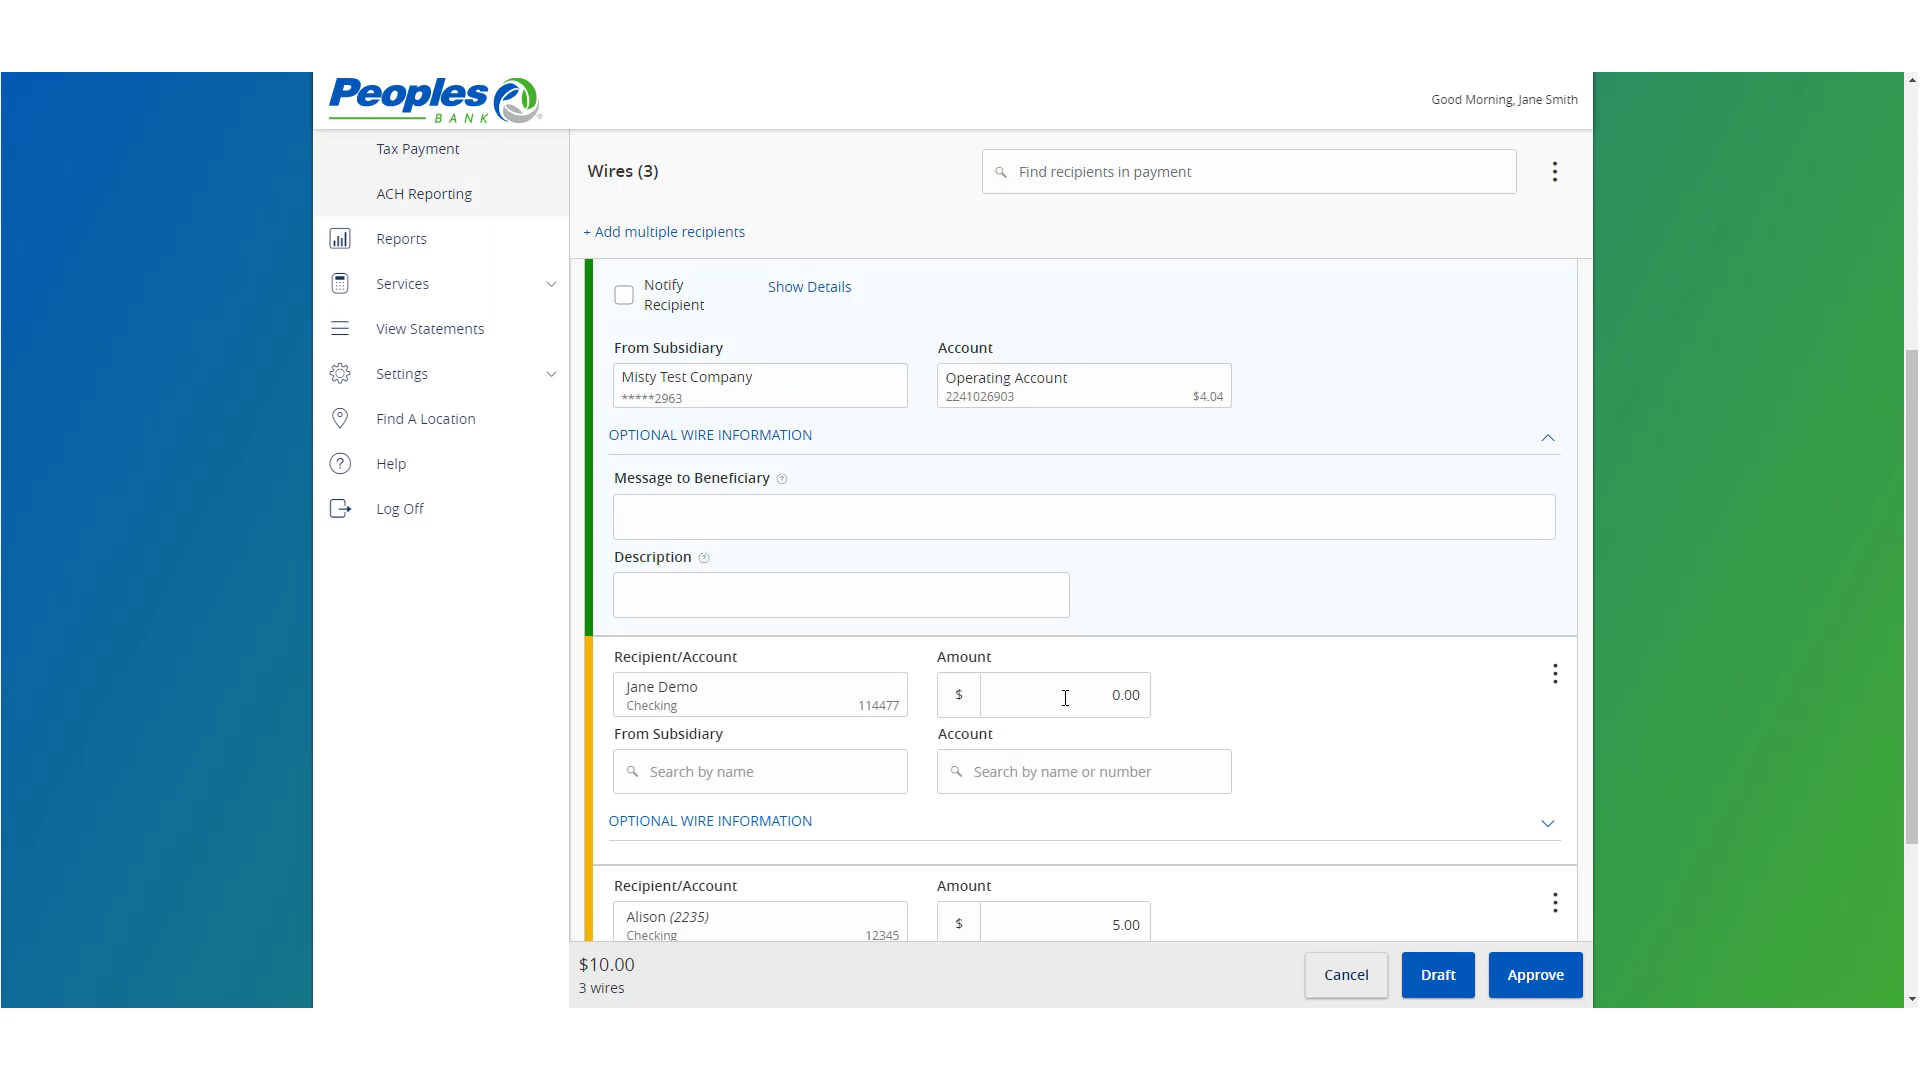 Peoples
BANK
Good Morning, Jane Smith
Tax Payment
ACH Reporting
Reports
Services
View Statements
Settings
Find A Location
Help
Log Off
Wires (3)
Find recipients in payment
+ Add multiple recipients
Notify
Recipient
Show Details
From Subsidiary
Account
Misty Test Company
*****2963
Operating Account
2241026903 $4.04
OPTIONAL WIRE INFORMATION
Message to Beneficiary ?
Description ?
Recipient/Account
Amount
Jane Demo
Checking 114477
$ 0.00
From Subsidiary
Account
Search by name
Search by name or number
OPTIONAL WIRE INFORMATION
Recipient/Account
Amount
Alison (2235)
Checking 12345
$ 5.00
$10.00
3 wires
Cancel
Draft
Approve